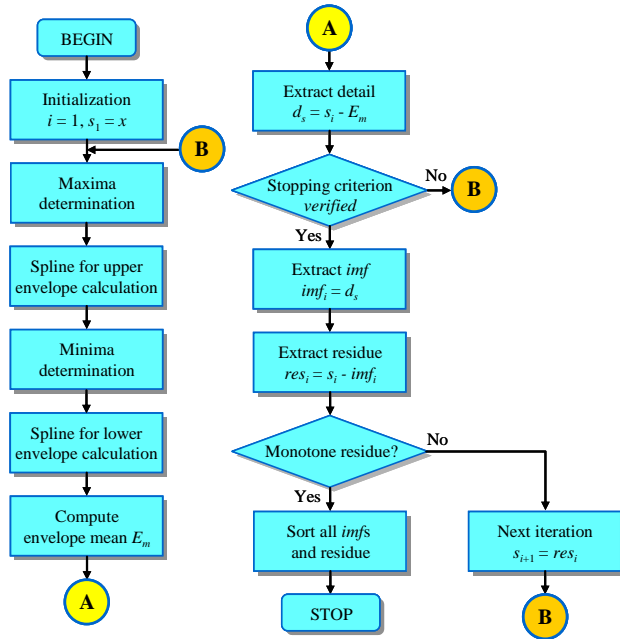 BEGIN
Initialization
i = 1, s₁ = x
B
Maxima
determination
Spline for upper
envelope calculation
Minima
determination
Spline for lower
envelope calculation
Compute
envelope mean Eₘ
A
A
Extract detail
dₛ = sᵢ - Eₘ
Stopping criterion
verified
No
B
Yes
Extract imf
imfᵢ = dₛ
Extract residue
resᵢ = sᵢ - imfᵢ
Monotone residue?
No
Yes
Sort all imfs
and residue
STOP
Next iteration
sᵢ₊₁ = resᵢ
B